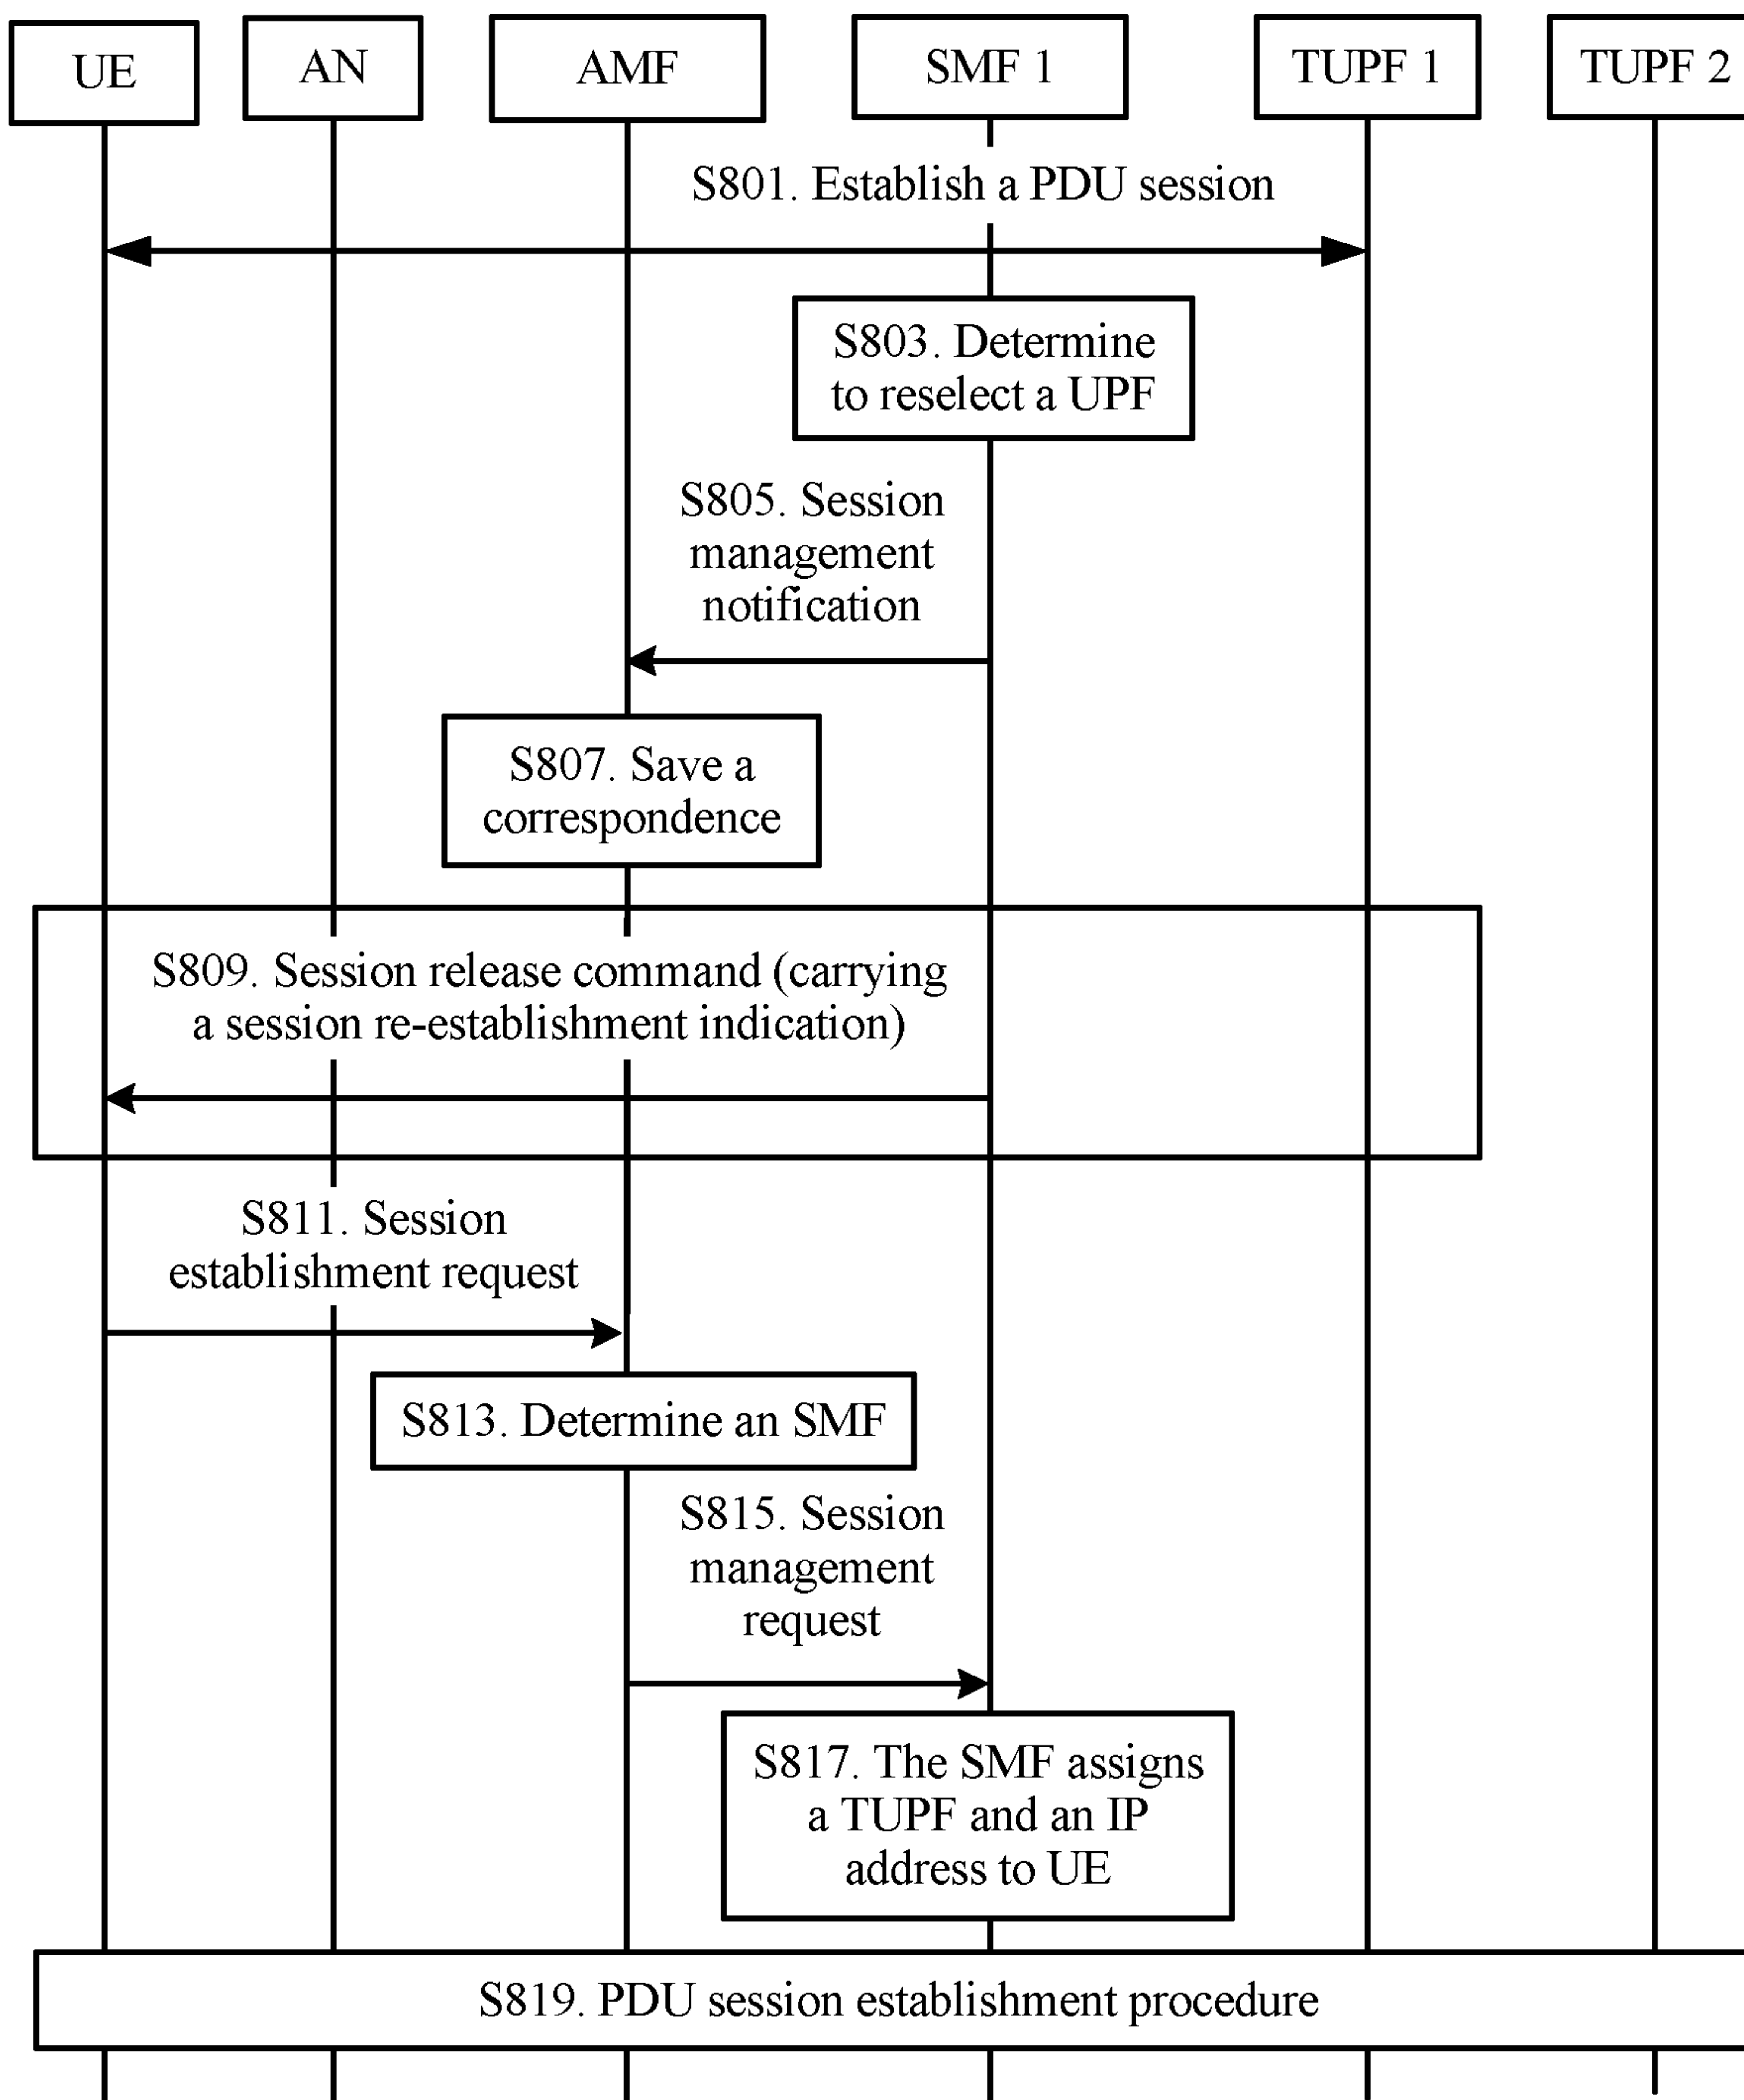 UE
AN
AMF
SMF 1
TUPF 1
TUPF 2
S801. Establish a PDU session
S803. Determine
to reselect a UPF
S805. Session
management
notification
S807. Save a
correspondence
S809. Session release command (carrying
a session re-establishment indication)
S811. Session
establishment request
S813. Determine an SMF
S815. Session
management
request
S817. The SMF assigns
a TUPF and an IP
address to UE
S819. PDU session establishment procedure